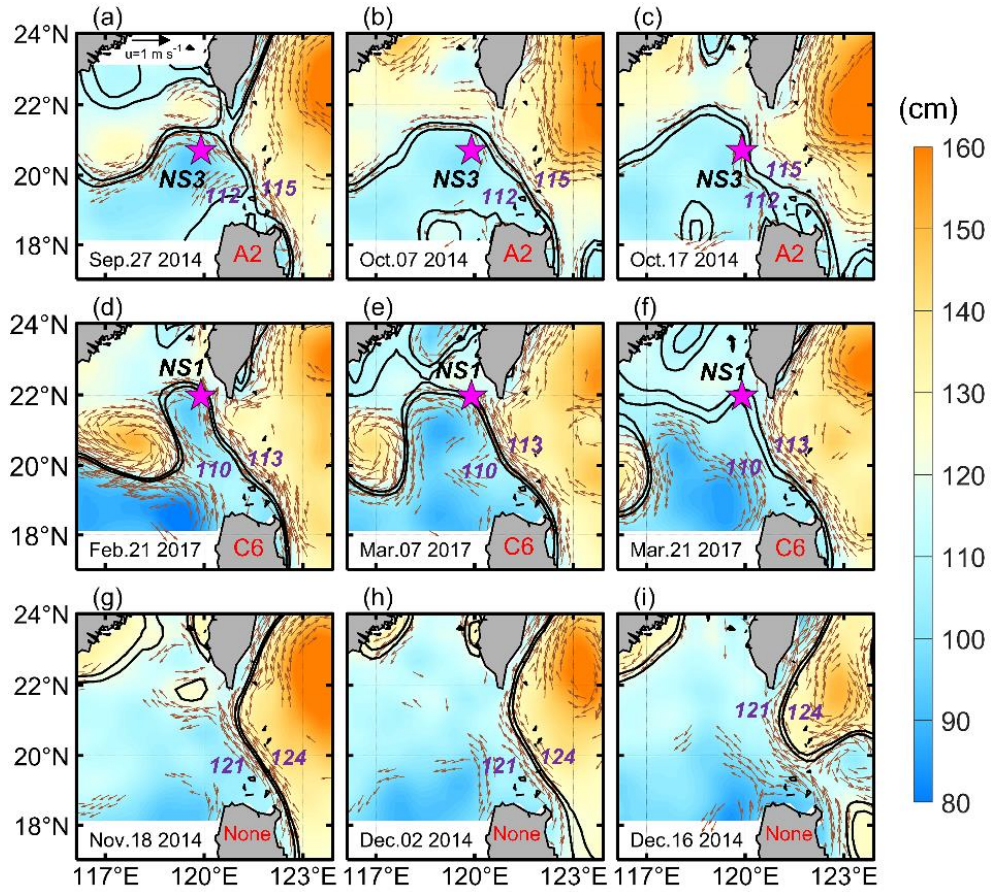 (a) (b) (c)
24°N
u=1 m s⁻¹
22°N
20°N
NS3 NS3 NS3
112 115 112 115 112 115
18°N
Sep.27 2014 A2 Oct.07 2014 A2 Oct.17 2014 A2
(d) (e) (f)
24°N
NS1 NS1 NS1
22°N
20°N
110 113 110 113 110 113
18°N
Feb.21 2017 C6 Mar.07 2017 C6 Mar.21 2017 C6
(g) (h) (i)
24°N
22°N
20°N
121 124 121 124 121 124
18°N
Nov.18 2014 None Dec.02 2014 None Dec.16 2014 None
117°E 120°E 123°E 117°E 120°E 123°E 117°E 120°E 123°E
(cm)
160
150
140
130
120
110
100
90
80